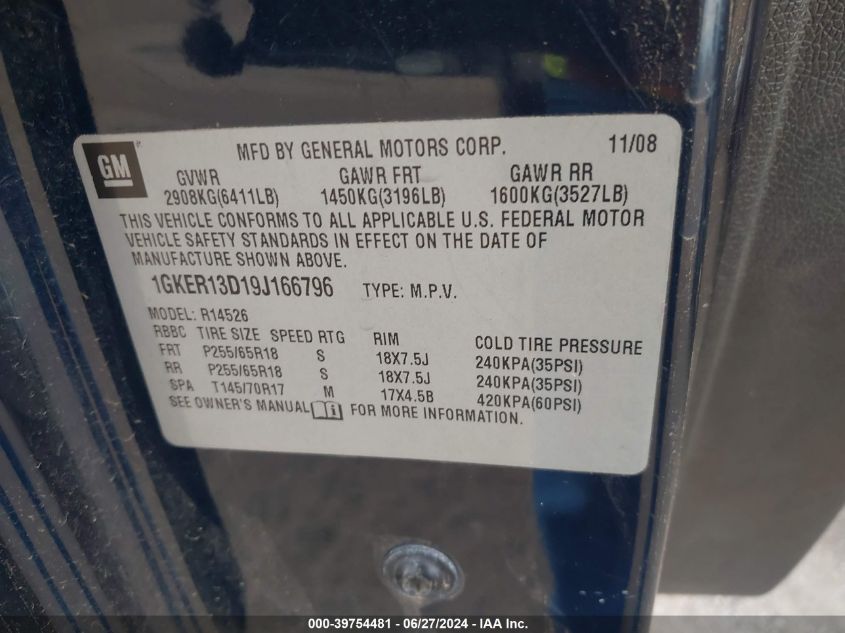 GM
MFD BY GENERAL MOTORS CORP. 11/08
GVWR GAWR FRT GAWR RR
2908KG(6411LB) 1450KG(3196LB) 1600KG(3527LB)
THIS VEHICLE CONFORMS TO ALL APPLICABLE U.S. FEDERAL MOTOR
VEHICLE SAFETY STANDARDS IN EFFECT ON THE DATE OF
MANUFACTURE SHOWN ABOVE.
1GKER13D19J166796 TYPE: M.P.V.
MODEL: R14526
RBBC TIRE SIZE SPEED RTG RIM COLD TIRE PRESSURE
FRT P255/65R18 S 18X7.5J 240KPA(35PSI)
RR P255/65R18 S 18X7.5J 240KPA(35PSI)
SPA T145/70R17 M 17X4.5B 420KPA(60PSI)
SEE OWNER'S MANUAL FOR MORE INFORMATION.
000-39754481 - 06/27/2024 - IAA Inc.